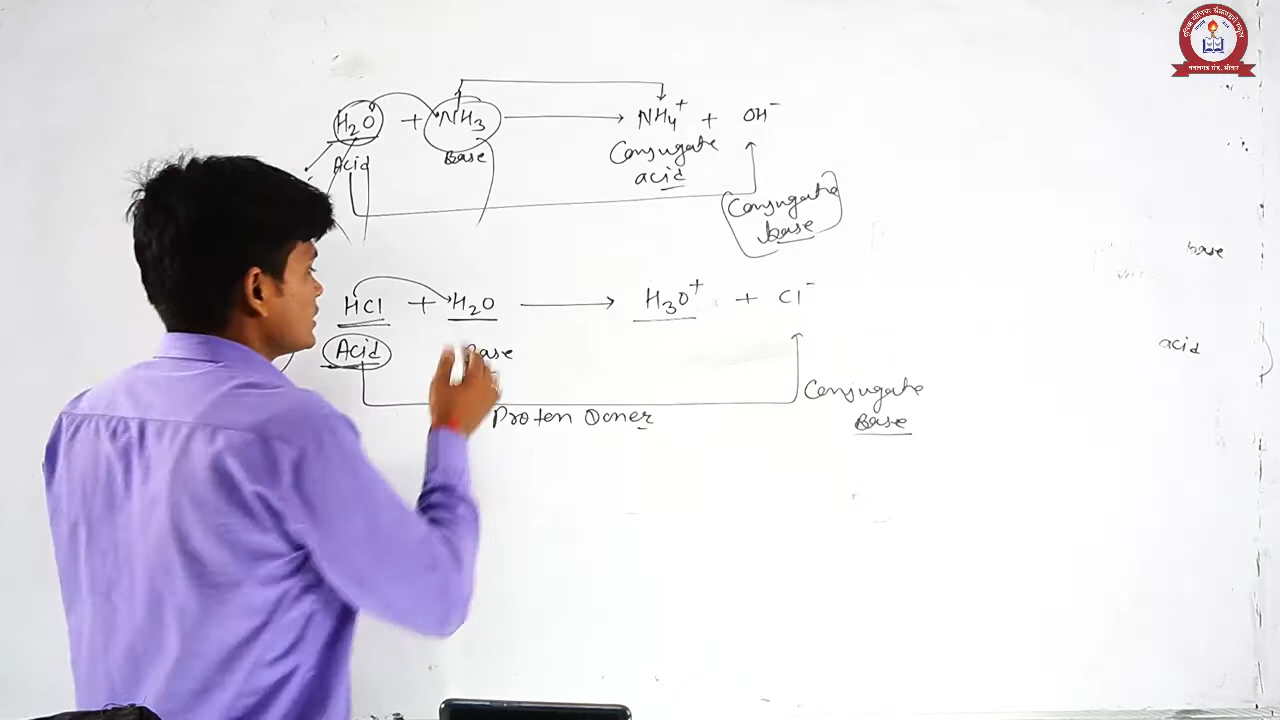 H2O + NH3 → NH4+ + OH-
Acid Base Conjugate acid
Conjugate base
HCl + H2O → H3O+ + Cl-
Acid Base
Conjugate Base
Proton
base
acid